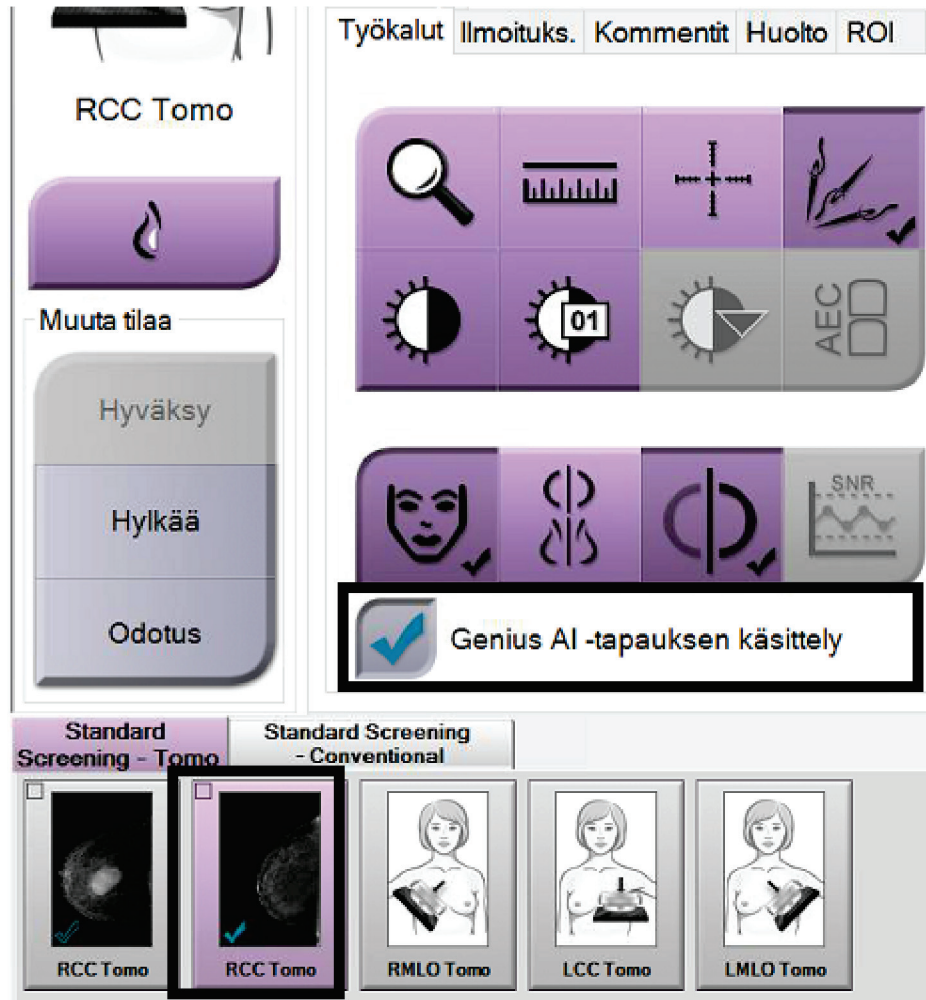 RCC Tomo
Muuta tilaa
Hyväksy
Hylkää
Odotus
Työkalut Ilmoituks. Kommentit Huolto ROI
01
AEC
SNR
Genius AI -tapauksen käsittely
Standard
Screening - Tomo
Standard Screening
- Conventional
RCC Tomo
RCC Tomo
RMLO Tomo
LCC Tomo
LMLO Tomo